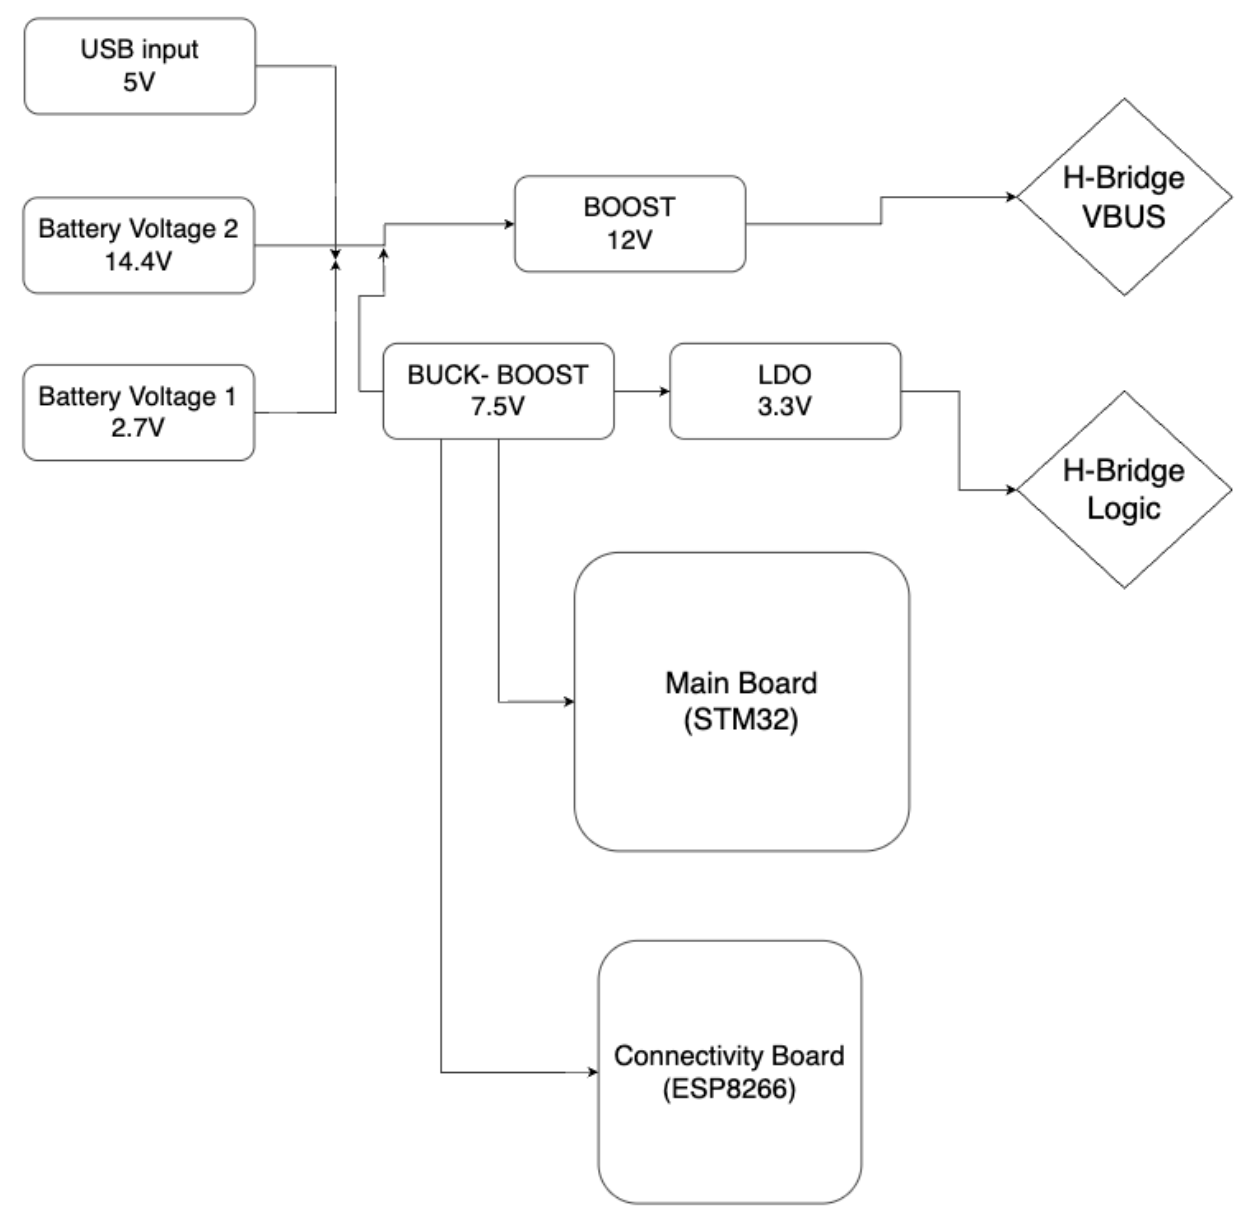 USB input
5V
Battery Voltage 2
14.4V
BOOST
12V
H-Bridge
VBUS
Battery Voltage 1
2.7V
BUCK- BOOST
7.5V
LDO
3.3V
H-Bridge
Logic
Main Board
(STM32)
Connectivity Board
(ESP8266)